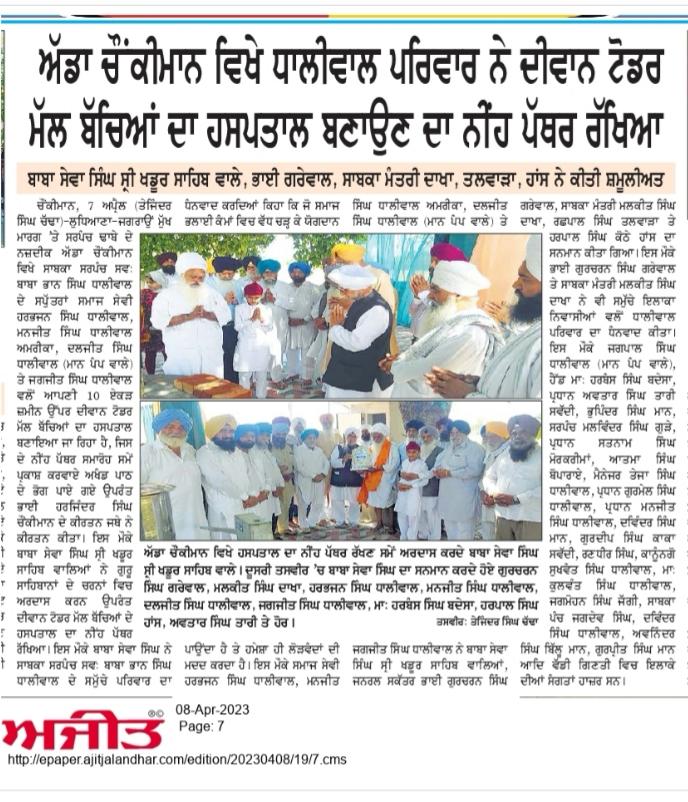 ਅੱਡਾ ਚੌਂਕੀਮਾਨ ਵਿਖੇ ਧਾਲੀਵਾਲ ਪਰਿਵਾਰ ਨੇ ਦੀਵਾਨ ਟੋਡਰ
ਮੱਲ ਬੱਚਿਆਂ ਦਾ ਹਸਪਤਾਲ ਬਣਾਉਣ ਦਾ ਨੀਂਹ ਪੱਥਰ ਰੱਖਿਆ
ਬਾਬਾ ਸੇਵਾ ਸਿੰਘ ਸ੍ਰੀ ਖਡੂਰ ਸਾਹਿਬ ਵਾਲੇ, ਭਾਈ ਗਰੇਵਾਲ, ਸਾਬਕਾ ਮੰਤਰੀ ਦਾਖਾ, ਤਲਵਾੜਾ, ਹਾਂਸ ਨੇ ਕੀਤੀ ਸ਼ਮੂਲੀਅਤ
ਚੌਕੀਮਾਨ, 7 ਅਪ੍ਰੈਲ (ਤੇਜਿੰਦਰ
ਸਿੰਘ ਚੱਢਾ)-ਲੁਧਿਆਣਾ-ਜਗਰਾਉਂ ਮੁੱਖ
ਮਾਰਗ 'ਤੇ ਸਰਪੰਚ ਢਾਬੇ ਦੇ
ਨਜ਼ਦੀਕ ਅੱਡਾ ਚੌਕੀਮਾਨ
ਵਿਖੇ ਸਾਬਕਾ ਸਰਪੰਚ ਸਵਃ
ਬਾਬਾ ਭਾਨ ਸਿੰਘ ਧਾਲੀਵਾਲ
ਦੇ ਸਪੁੱਤਰਾਂ ਸਮਾਜ ਸੇਵੀ
ਹਰਭਜਨ ਸਿੰਘ ਧਾਲੀਵਾਲ,
ਮਨਜੀਤ ਸਿੰਘ ਧਾਲੀਵਾਲ
ਅਮਰੀਕਾ, ਦਲਜੀਤ ਸਿੰਘ
ਧਾਲੀਵਾਲ (ਮਾਨ ਪੰਪ ਵਾਲੇ)
ਤੇ ਜਗਜੀਤ ਸਿੰਘ ਧਾਲੀਵਾਲ
ਵਲੋਂ ਆਪਣੀ 10 ਏਕੜ
ਜ਼ਮੀਨ ਉੱਪਰ ਦੀਵਾਨ ਟੋਡਰ
ਮੱਲ ਬੱਚਿਆਂ ਦਾ ਹਸਪਤਾਲ
ਬਣਾਇਆ ਜਾ ਰਿਹਾ ਹੈ, ਜਿਸ
ਦੇ ਨੀਂਹ ਪੱਥਰ ਸਮਾਰੋਹ ਸਮੇਂ
ਪ੍ਰਕਾਸ਼ ਕਰਵਾਏ ਅਖੰਡ ਪਾਠ
ਦੇ ਭੋਗ ਪਾਏ ਗਏ ਉਪਰੰਤ
ਭਾਈ ਹਰਜਿੰਦਰ ਸਿੰਘ
ਚੌਕੀਮਾਨ ਦੇ ਕੀਰਤਨ ਜਥੇ ਨੇ
ਕੀਰਤਨ ਕੀਤਾ। ਇਸ ਮੌਕੇ
ਬਾਬਾ ਸੇਵਾ ਸਿੰਘ ਸ੍ਰੀ ਖਡੂਰ
ਸਾਹਿਬ ਵਾਲਿਆਂ ਨੇ ਗੁਰੂ
ਸਾਹਿਬਾਨਾਂ ਦੇ ਚਰਨਾਂ ਵਿਚ
ਅਰਦਾਸ ਕਰਨ ਉਪਰੰਤ
ਦੀਵਾਨ ਟੋਡਰ ਮੱਲ ਬੱਚਿਆਂ ਦੇ
ਹਸਪਤਾਲ ਦਾ ਨੀਂਹ ਪੱਥਰ
ਰੱਖਿਆ। ਇਸ ਮੌਕੇ ਬਾਬਾ ਸੇਵਾ ਸਿੰਘ ਨੇ
ਸਾਬਕਾ ਸਰਪੰਚ ਸਵਃ ਬਾਬਾ ਭਾਨ ਸਿੰਘ
ਧਾਲੀਵਾਲ ਦੇ ਸਮੁੱਚੇ ਪਰਿਵਾਰ ਦਾ
ਧਨਵਾਦ ਕਰਦਿਆਂ ਕਿਹਾ ਕਿ ਜੋ ਸਮਾਜ
ਭਲਾਈ ਕੰਮਾਂ ਵਿਚ ਵੱਧ ਚੜ੍ਹ ਕੇ ਯੋਗਦਾਨ
ਪਾਉਂਦਾ ਹੈ ਤੇ ਹਮੇਸ਼ਾ ਹੀ ਲੋੜਵੰਦਾਂ ਦੀ
ਮਦਦ ਕਰਦਾ ਹੈ। ਇਸ ਮੌਕੇ ਸਮਾਜ ਸੇਵੀ
ਹਰਭਜਨ ਸਿੰਘ ਧਾਲੀਵਾਲ, ਮਨਜੀਤ
ਸਿੰਘ ਧਾਲੀਵਾਲ ਅਮਰੀਕਾ, ਦਲਜੀਤ
ਸਿੰਘ ਧਾਲੀਵਾਲ (ਮਾਨ ਪੰਪ ਵਾਲੇ) ਤੇ
ਜਗਜੀਤ ਸਿੰਘ ਧਾਲੀਵਾਲ ਨੇ ਬਾਬਾ ਸੇਵਾ
ਸਿੰਘ ਸ੍ਰੀ ਖਡੂਰ ਸਾਹਿਬ ਵਾਲਿਆਂ,
ਜਨਰਲ ਸਕੱਤਰ ਭਾਈ ਗੁਰਚਰਨ ਸਿੰਘ
ਗਰੇਵਾਲ, ਸਾਬਕਾ ਮੰਤਰੀ ਮਲਕੀਤ ਸਿੰਘ
ਦਾਖਾ, ਰਛਪਾਲ ਸਿੰਘ ਤਲਵਾੜਾ ਤੇ
ਹਰਪਾਲ ਸਿੰਘ ਕੋਠੇ ਹਾਂਸ ਦਾ
ਸਨਮਾਨ ਕੀਤਾ ਗਿਆ। ਇਸ ਮੌਕੇ
ਭਾਈ ਗੁਰਚਰਨ ਸਿੰਘ ਗਰੇਵਾਲ
ਤੇ ਸਾਬਕਾ ਮੰਤਰੀ ਮਲਕੀਤ ਸਿੰਘ
ਦਾਖਾ ਨੇ ਵੀ ਸਮੁੱਚੇ ਇਲਾਕਾ
ਨਿਵਾਸੀਆਂ ਵਲੋਂ ਧਾਲੀਵਾਲ
ਪਰਿਵਾਰ ਦਾ ਧੰਨਵਾਦ ਕੀਤਾ।
ਇਸ ਮੌਕੇ ਜਗਪਾਲ ਸਿੰਘ
ਧਾਲੀਵਾਲ (ਮਾਨ ਪੰਪ ਵਾਲੇ),
ਹੈੱਡ ਮਾਃ ਹਰਬੰਸ ਸਿੰਘ ਬਦੇਸਾ,
ਪ੍ਰਧਾਨ ਅਵਤਾਰ ਸਿੰਘ ਤਾਰੀ
ਸਵੱਦੀ, ਭੁਪਿੰਦਰ ਸਿੰਘ ਮਾਨ,
ਸਰਪੰਚ ਮਲਵਿੰਦਰ ਸਿੰਘ ਗੁੜੇ,
ਪ੍ਰਧਾਨ ਸਤਨਾਮ ਸਿੰਘ
ਮੋਰਕਰੀਮਾਂ, ਆਤਮਾ ਸਿੰਘ
ਬੋਪਾਰਾਏ, ਮੈਨੇਜਰ ਤੇਜਾ ਸਿੰਘ
ਧਾਲੀਵਾਲ, ਪ੍ਰਧਾਨ ਗੁਰਮੇਲ ਸਿੰਘ
ਧਾਲੀਵਾਲ, ਪ੍ਰਧਾਨ ਮਨਜੀਤ
ਸਿੰਘ ਧਾਲੀਵਾਲ, ਦਵਿੰਦਰ ਸਿੰਘ
ਮਾਨ, ਗੁਰਦੀਪ ਸਿੰਘ ਕਾਕਾ
ਸਵੱਦੀ, ਰਣਧੀਰ ਸਿੰਘ, ਕਾਨੂੰਨਗੋ
ਸੁਖਵੰਤ ਸਿੰਘ ਧਾਲੀਵਾਲ, ਮਾਃ
ਕੁਲਵੰਤ ਸਿੰਘ ਧਾਲੀਵਾਲ,
ਜਗਮੋਹਨ ਸਿੰਘ ਜੱਗੀ, ਸਾਬਕਾ
ਪੰਚ ਜਗਦੇਵ ਸਿੰਘ, ਦਵਿੰਦਰ
ਸਿੰਘ ਧਾਲੀਵਾਲ, ਅਵਨਿੰਦਰ
ਸਿੰਘ ਬਿੱਲੂ ਮਾਨ, ਗੁਰਪ੍ਰੀਤ ਸਿੰਘ ਮਾਨ
ਆਦਿ ਵੱਡੀ ਗਿਣਤੀ ਵਿਚ ਇਲਾਕੇ
ਦੀਆਂ ਸੰਗਤਾਂ ਹਾਜ਼ਰ ਸਨ।
ਅੱਡਾ ਚੌਕੀਮਾਨ ਵਿਖੇ ਹਸਪਤਾਲ ਦਾ ਨੀਂਹ ਪੱਥਰ ਰੱਖਣ ਸਮੇਂ ਅਰਦਾਸ ਕਰਦੇ ਬਾਬਾ ਸੇਵਾ ਸਿੰਘ
ਸ੍ਰੀ ਖਡੂਰ ਸਾਹਿਬ ਵਾਲੇ। ਦੂਸਰੀ ਤਸਵੀਰ 'ਚ ਬਾਬਾ ਸੇਵਾ ਸਿੰਘ ਦਾ ਸਨਮਾਨ ਕਰਦੇ ਹੋਏ ਗੁਰਚਰਨ
ਸਿੰਘ ਗਰੇਵਾਲ, ਮਲਕੀਤ ਸਿੰਘ ਦਾਖਾ, ਹਰਭਜਨ ਸਿੰਘ ਧਾਲੀਵਾਲ, ਮਨਜੀਤ ਸਿੰਘ ਧਾਲੀਵਾਲ,
ਦਲਜੀਤ ਸਿੰਘ ਧਾਲੀਵਾਲ, ਜਗਜੀਤ ਸਿੰਘ ਧਾਲੀਵਾਲ, ਮਾਃ ਹਰਬੰਸ ਸਿੰਘ ਬਦੇਸਾ, ਹਰਪਾਲ ਸਿੰਘ
ਹਾਂਸ, ਅਵਤਾਰ ਸਿੰਘ ਤਾਰੀ ਤੇ ਹੋਰ।
ਤਸਵੀਰ: ਤੇਜਿੰਦਰ ਸਿੰਘ ਚੱਢਾ
ਅਜੀਤ ®©
08-Apr-2023
Page: 7
http://epaper.ajitjalandhar.com/edition/20230408/19/7.cms